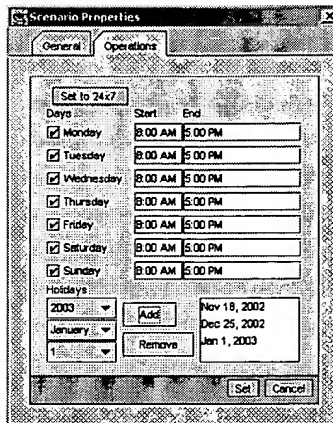 Scenario Properties
General Operations
Set to 24x7
Days Start End
Monday 8:00 AM 5:00 PM
Tuesday 8:00 AM 5:00 PM
Wednesday 8:00 AM 5:00 PM
Thursday 8:00 AM 5:00 PM
Friday 8:00 AM 5:00 PM
Saturday 8:00 AM 5:00 PM
Sunday 8:00 AM 5:00 PM
Holidays
2003
January
1
Add
Remove
Nov 18, 2002
Dec 25, 2002
Jan 1, 2003
Set Cancel